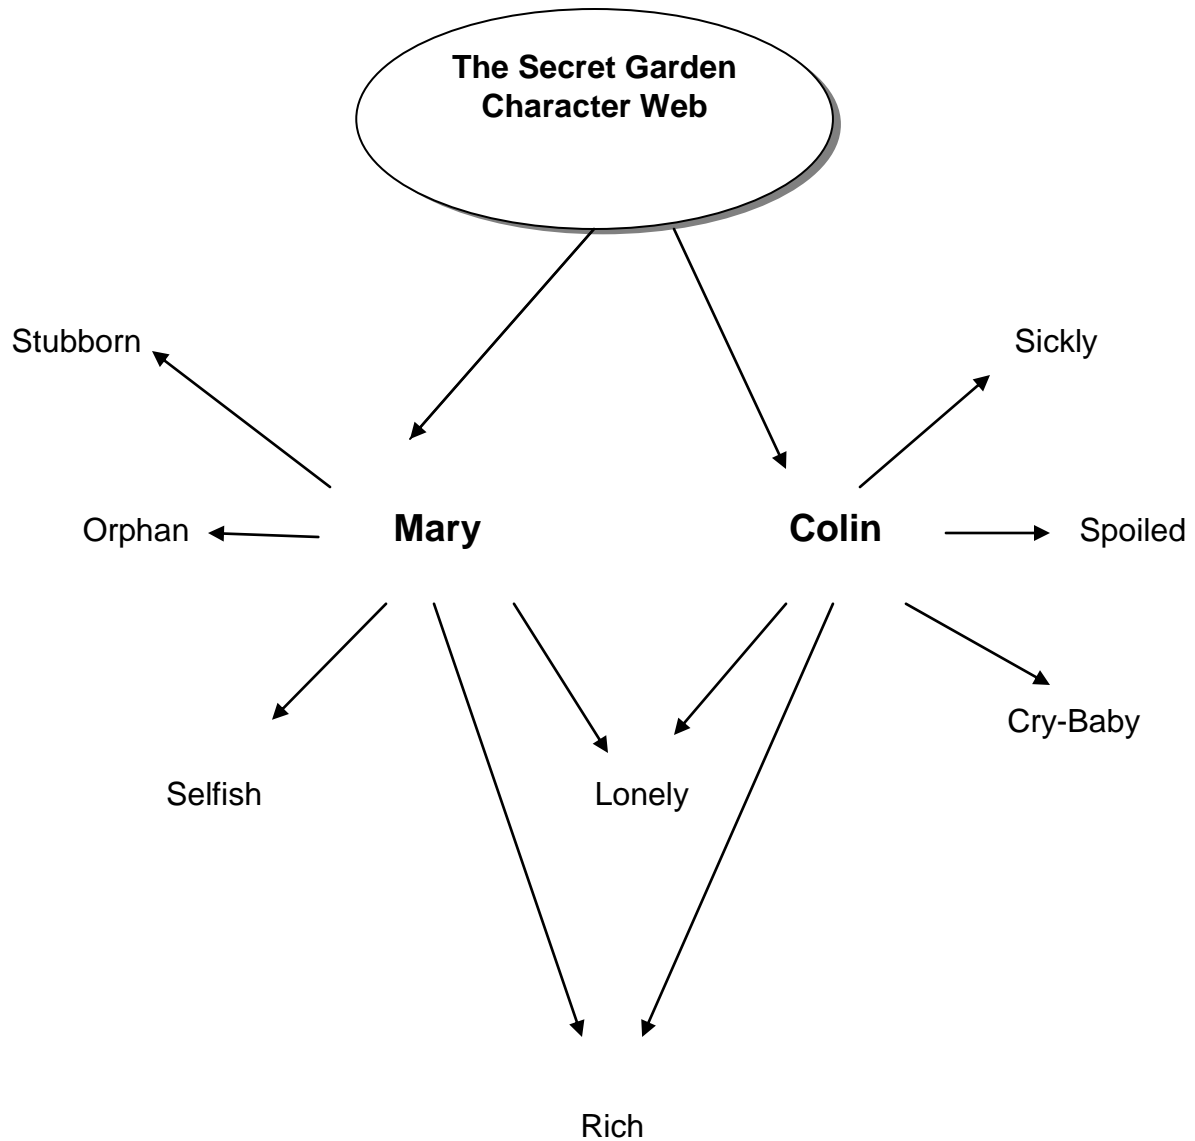 The Secret Garden
Character Web
Stubborn
Sickly
Orphan
Mary
Colin
Spoiled
Cry-Baby
Selfish
Lonely
Rich